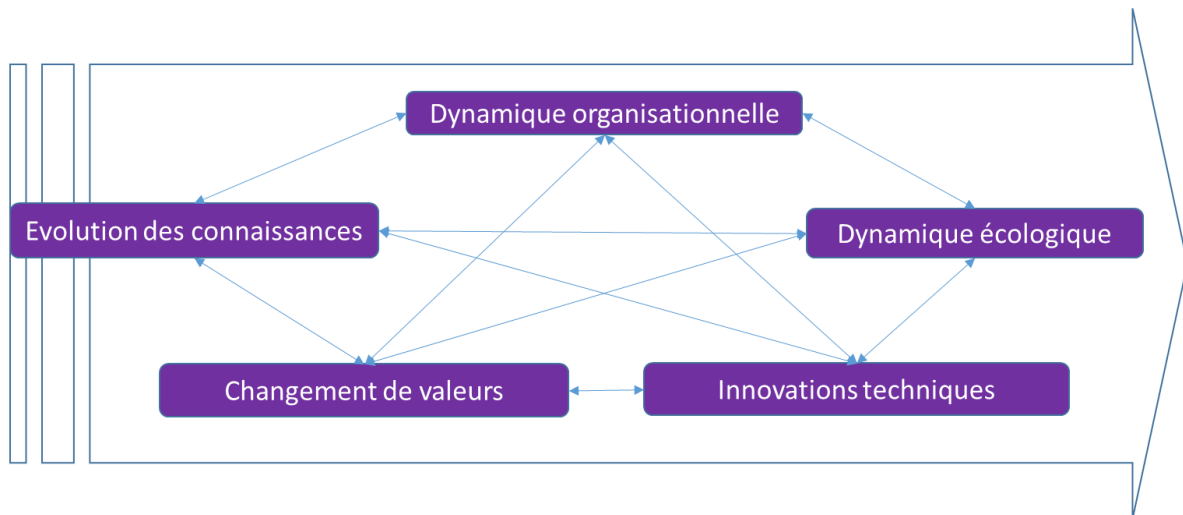 Dynamique organisationnelle
Evolution des connaissances
Dynamique écologique
Changement de valeurs
Innovations techniques